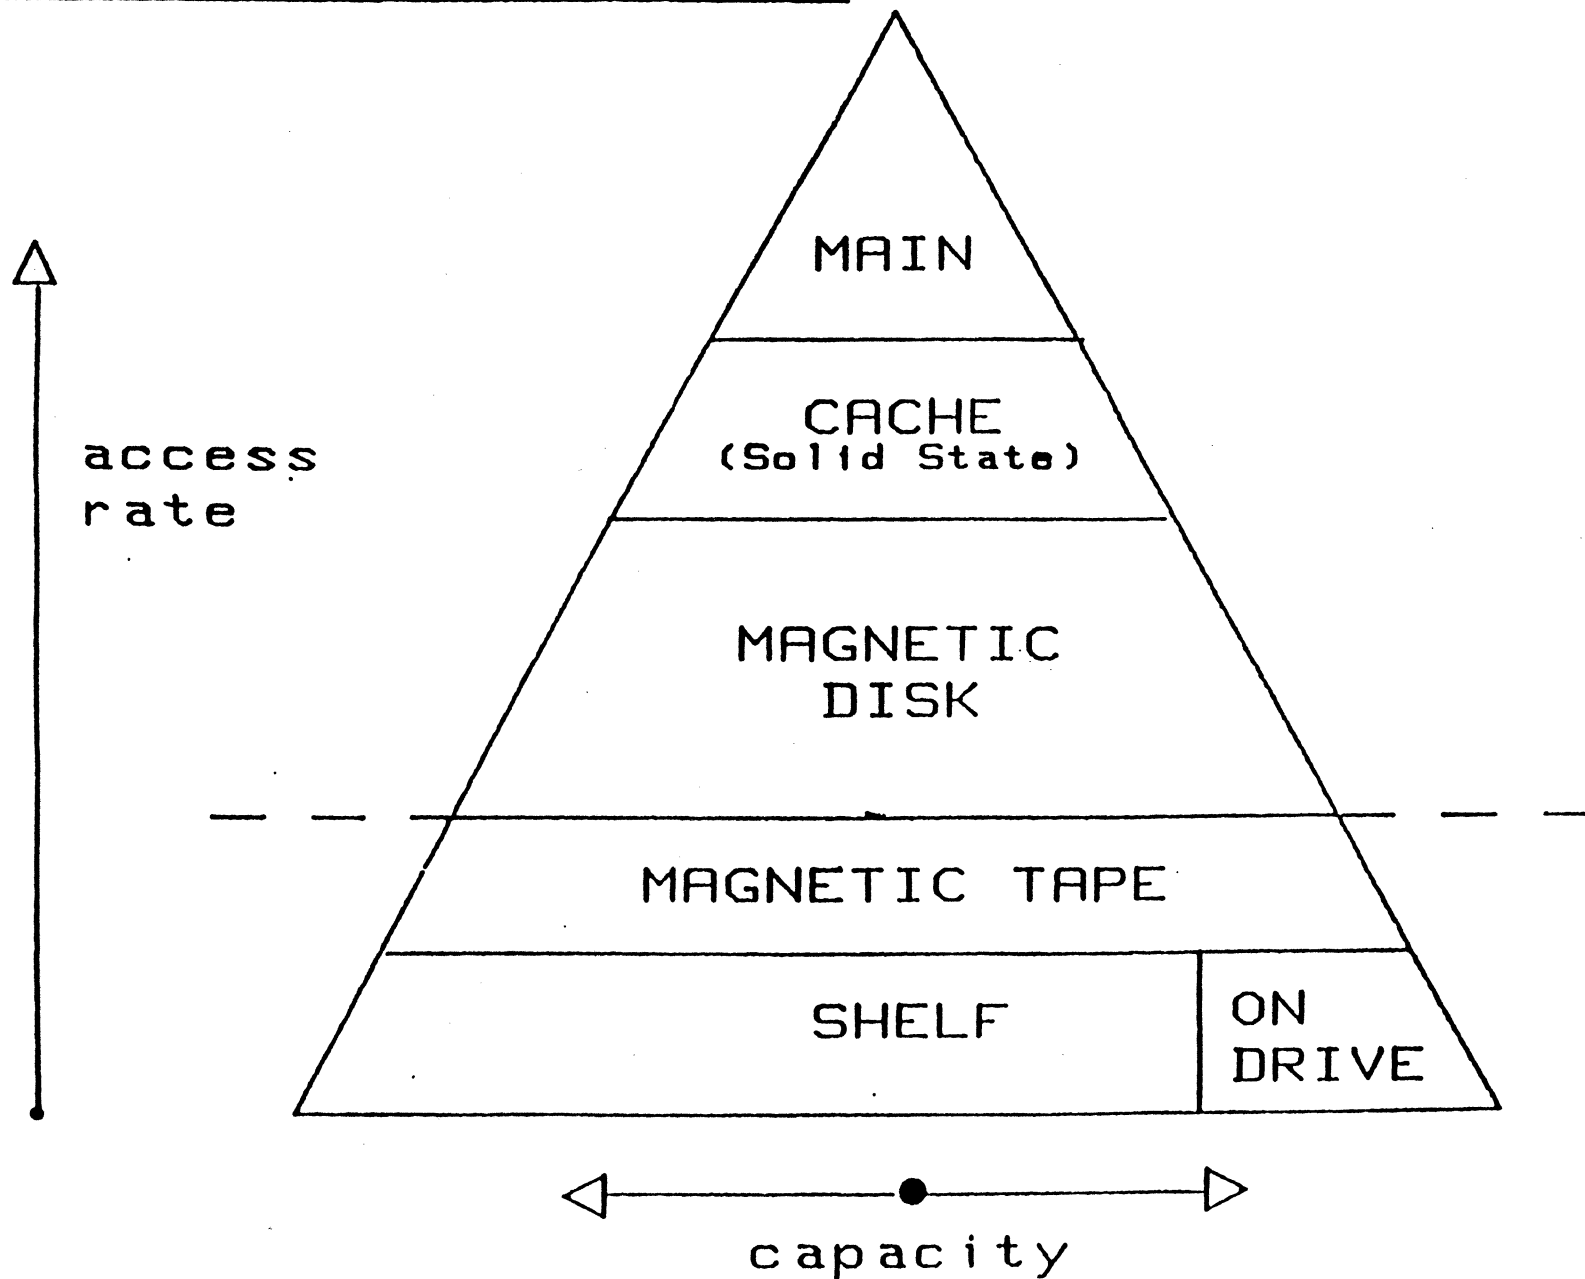 MAIN
access
rate
CACHE
(Solid State)
MAGNETIC
DISK
MAGNETIC TAPE
SHELF
ON
DRIVE
capacity